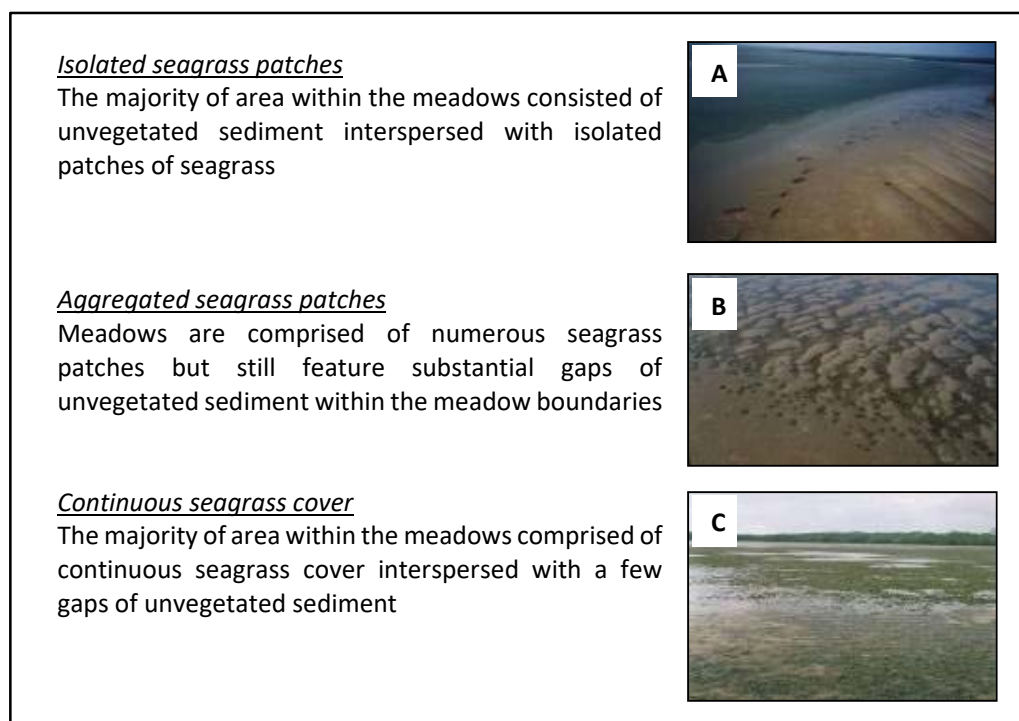 Isolated seagrass patches
The majority of area within the meadows consisted of
unvegetated sediment interspersed with isolated
patches of seagrass
A
Aggregated seagrass patches
Meadows are comprised of numerous seagrass
patches but still feature substantial gaps of
unvegetated sediment within the meadow boundaries
B
Continuous seagrass cover
The majority of area within the meadows comprised of
continuous seagrass cover interspersed with a few
gaps of unvegetated sediment
C